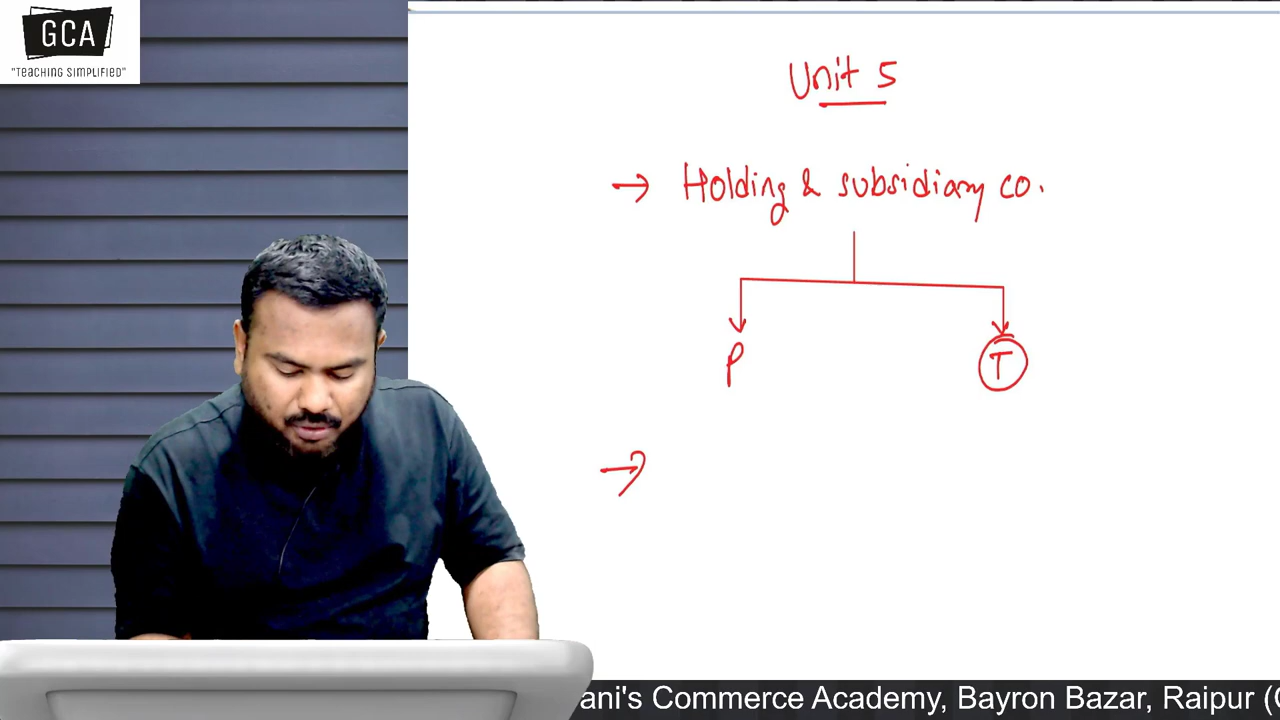 GCA
"TEACHING SIMPLIFIED"
Unit 5
→ Holding & subsidiary co.
P
T
→
ani's Commerce Academy, Bayron Bazar, Raipur (